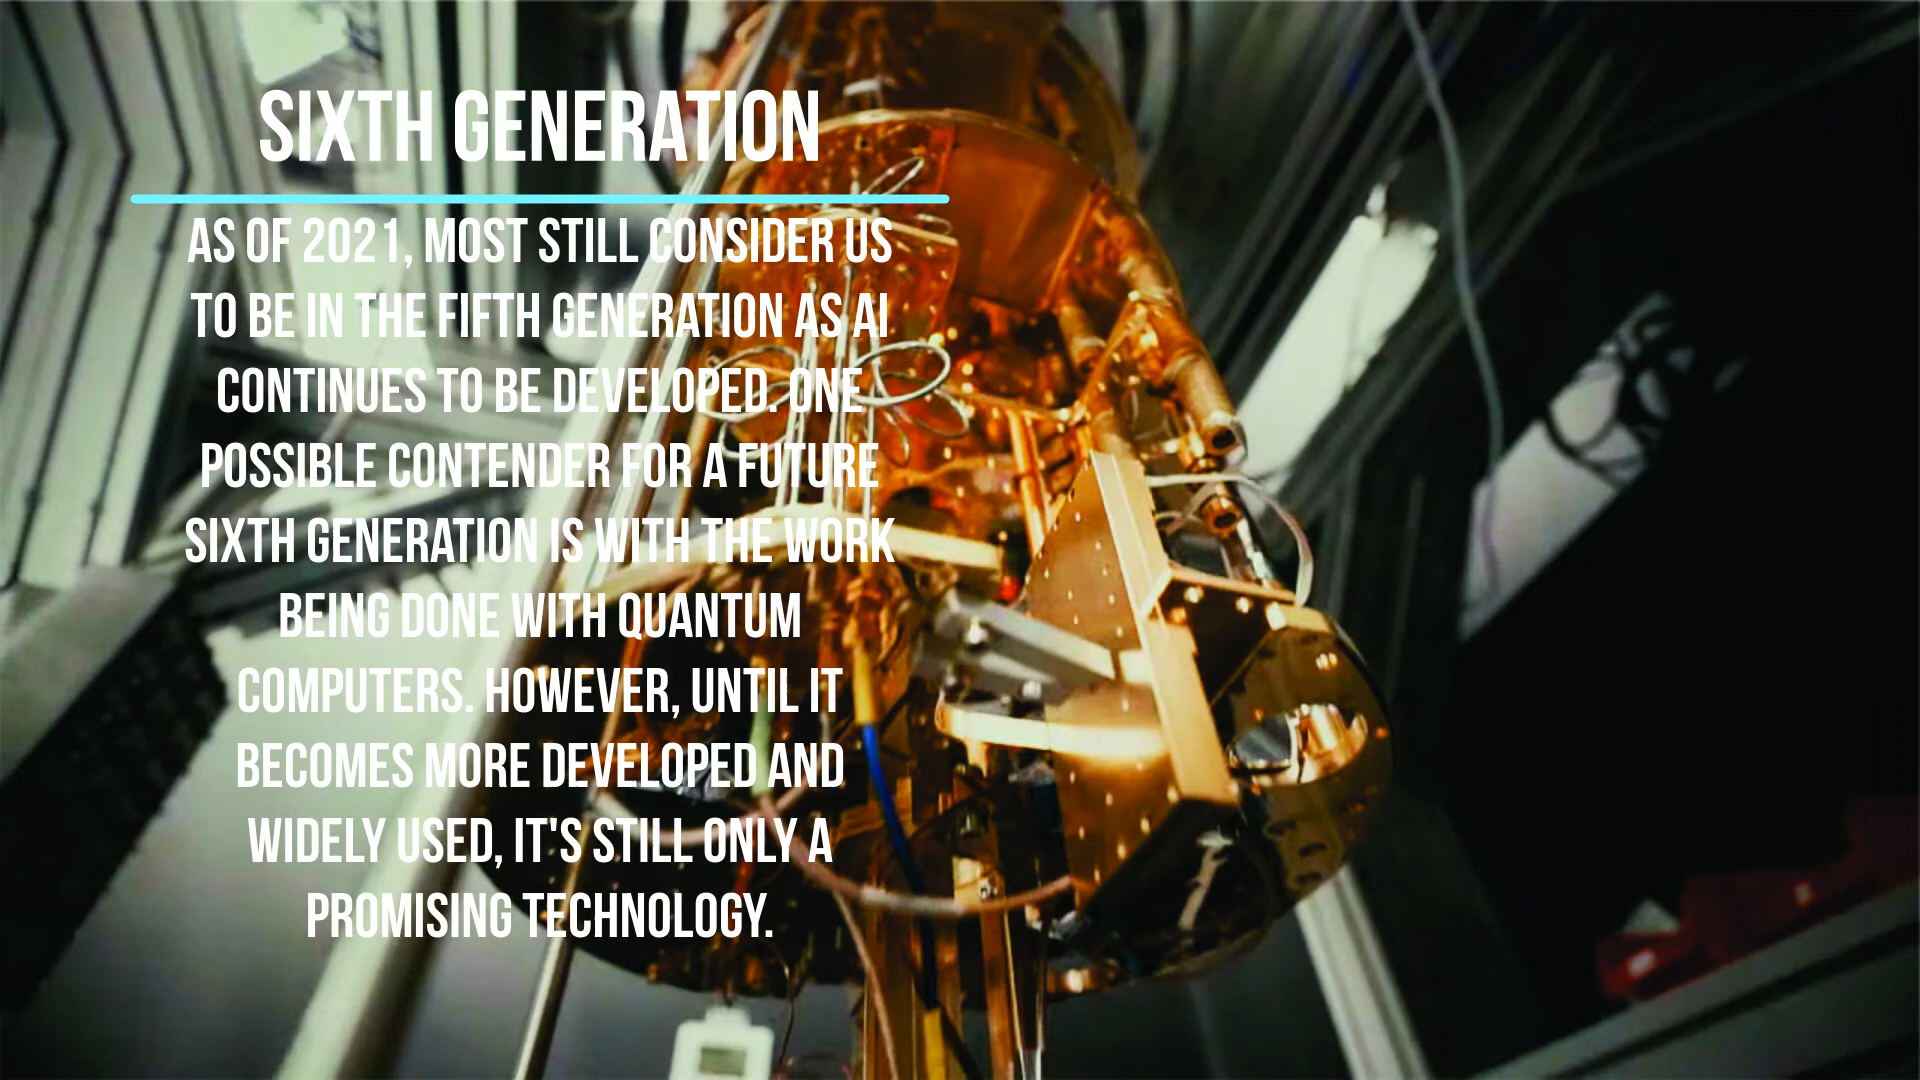 SIXTH GENERATION
AS OF 2021, MOST STILL CONSIDER US
TO BE IN THE FIFTH GENERATION AS AI
CONTINUES TO BE DEVELOPED. ONE
POSSIBLE CONTENDER FOR A FUTURE
SIXTH GENERATION IS WITH THE WORK
BEING DONE WITH QUANTUM
COMPUTERS. HOWEVER, UNTIL IT
BECOMES MORE DEVELOPED AND
WIDELY USED, IT'S STILL ONLY A
PROMISING TECHNOLOGY.